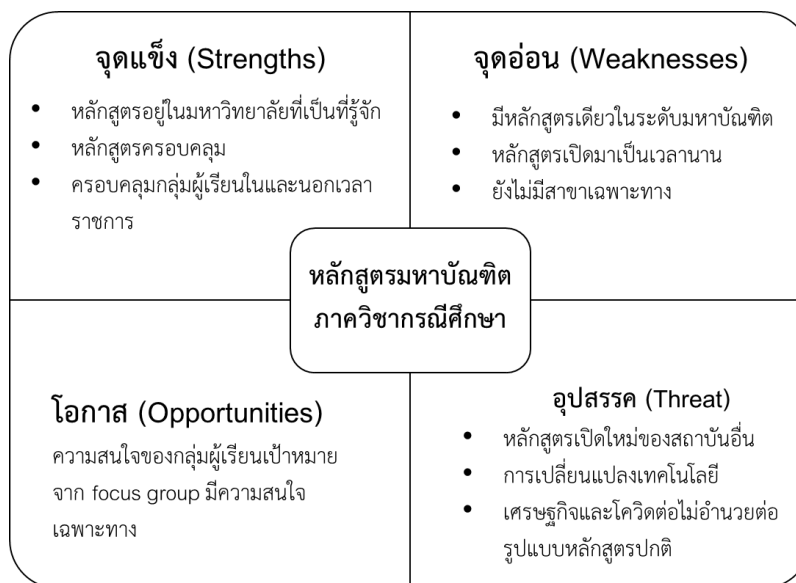 จุดแข็ง (Strengths)
• หลักสูตรอยู่ในมหาวิทยาลัยที่เป็นที่รู้จัก
• หลักสูตรครอบคลุม
• ครอบคลุมกลุ่มผู้เรียนในและนอกเวลา
ราชการ
จุดอ่อน (Weaknesses)
• มีหลักสูตรเดียวในระดับมหาบัณฑิต
• หลักสูตรเปิดมาเป็นเวลานาน
• ยังไม่มีสาขาเฉพาะทาง
หลักสูตรมหาบัณฑิต
ภาควิชากรณีศึกษา
โอกาส (Opportunities)
ความสนใจของกลุ่มผู้เรียนเป้าหมาย
จาก focus group มีความสนใจ
เฉพาะทาง
อุปสรรค (Threat)
• หลักสูตรเปิดใหม่ของสถาบันอื่น
• การเปลี่ยนแปลงเทคโนโลยี
• เศรษฐกิจและโควิดต่อไม่อำนวยต่อ
รูปแบบหลักสูตรปกติ